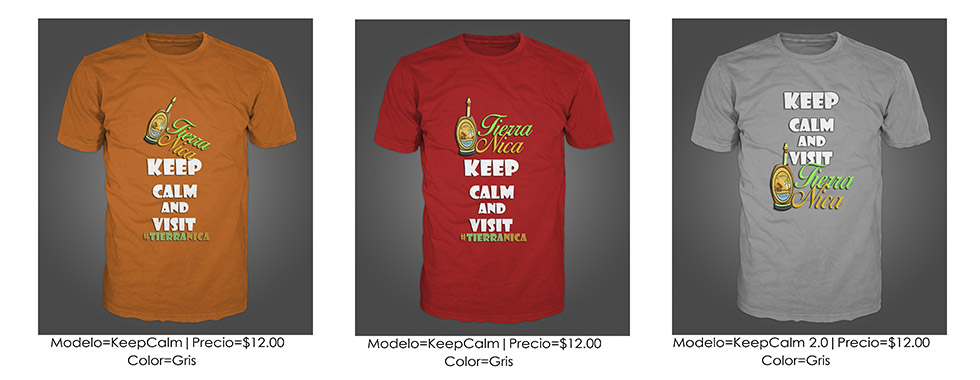 Tierra
Nica
KEEP
CALM
AND
VISIT
#TIERRANICA
Modelo=KeepCalm|Precio=$12.00
Color=Gris
Tierra
Nica
KEEP
CALM
AND
VISIT
#TIERRANICA
Modelo=KeepCalm|Precio=$12.00
Color=Gris
KEEP
CALM
AND
VISIT
Tierra
Nica
Modelo=KeepCalm 2.0|Precio=$12.00
Color=Gris